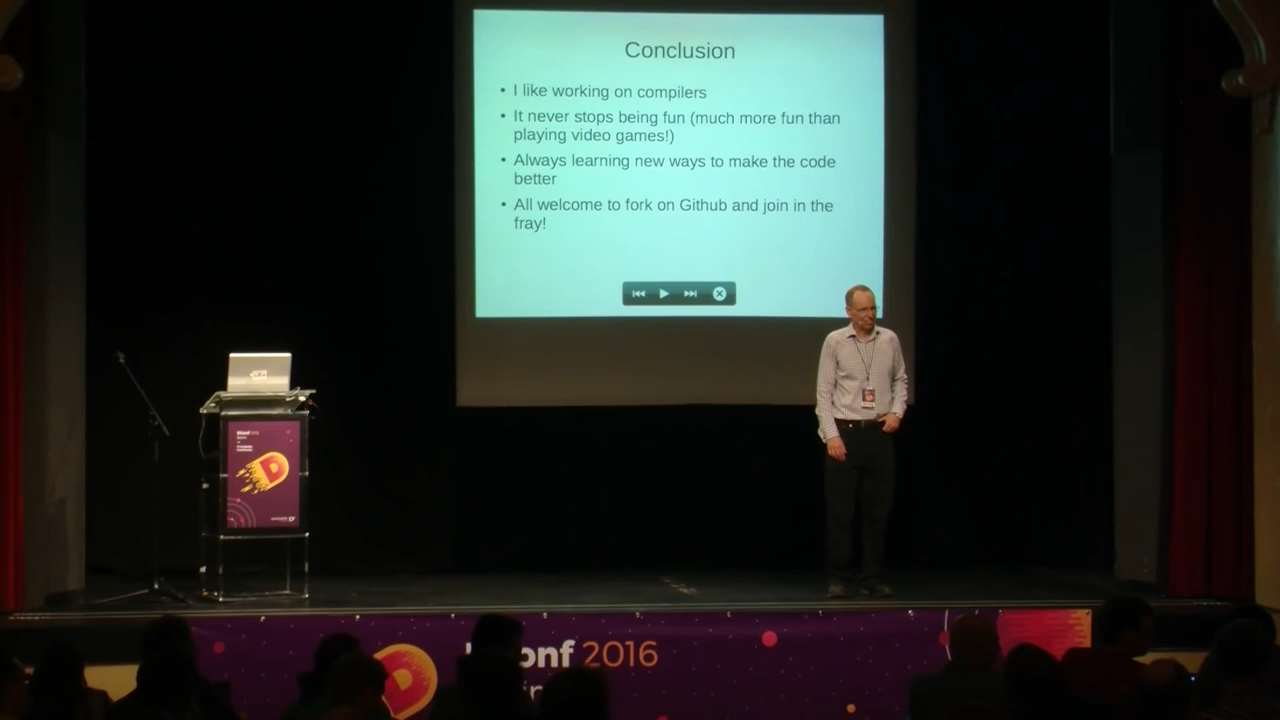 Conclusion
• I like working on compilers
• It never stops being fun (much more fun than
playing video games!)
• Always learning new ways to make the code
better
• All welcome to fork on Github and join in the
fray!
DConf 2016
D
onf 2016
D